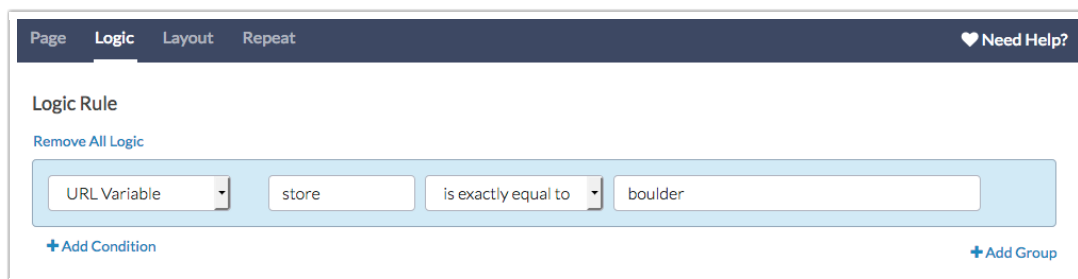 Page Logic Layout Repeat Need Help?
Logic Rule
Remove All Logic
URL Variable store is exactly equal to boulder
+ Add Condition
+ Add Group